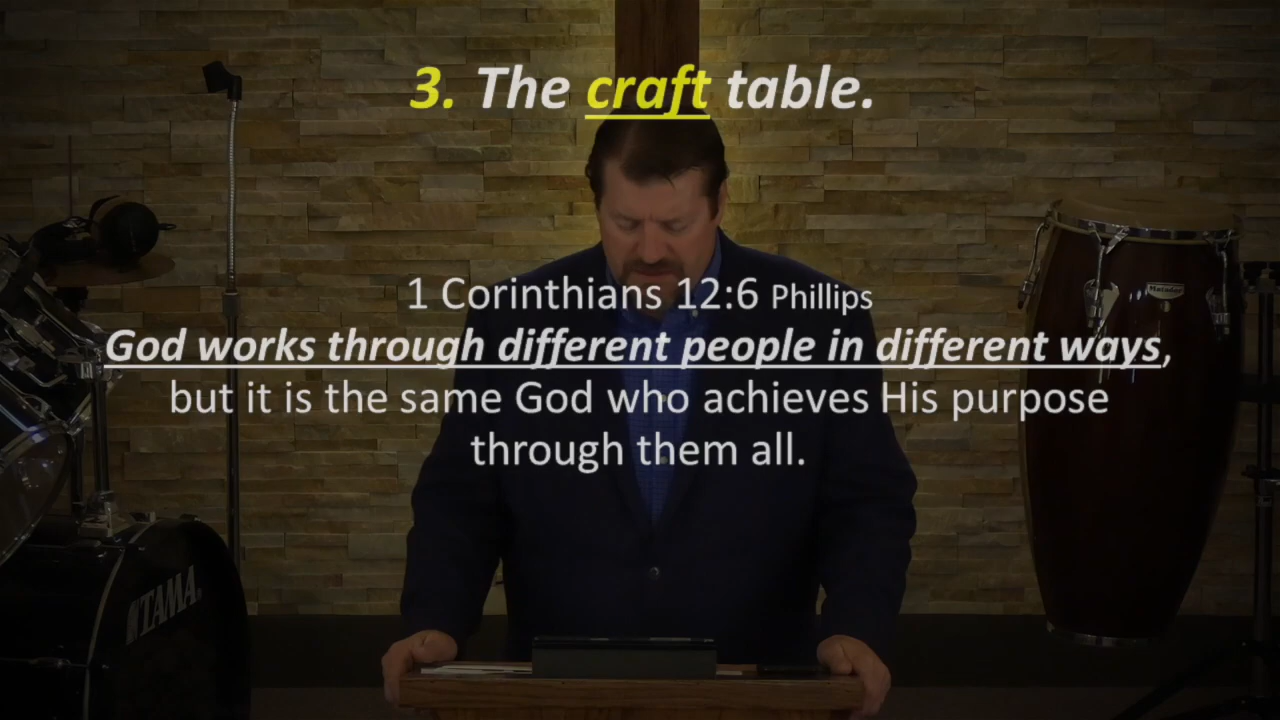 3. The craft table.
1 Corinthians 12:6 Phillips
God works through different people in different ways,
but it is the same God who achieves His purpose
through them all.
Matador
TAMA